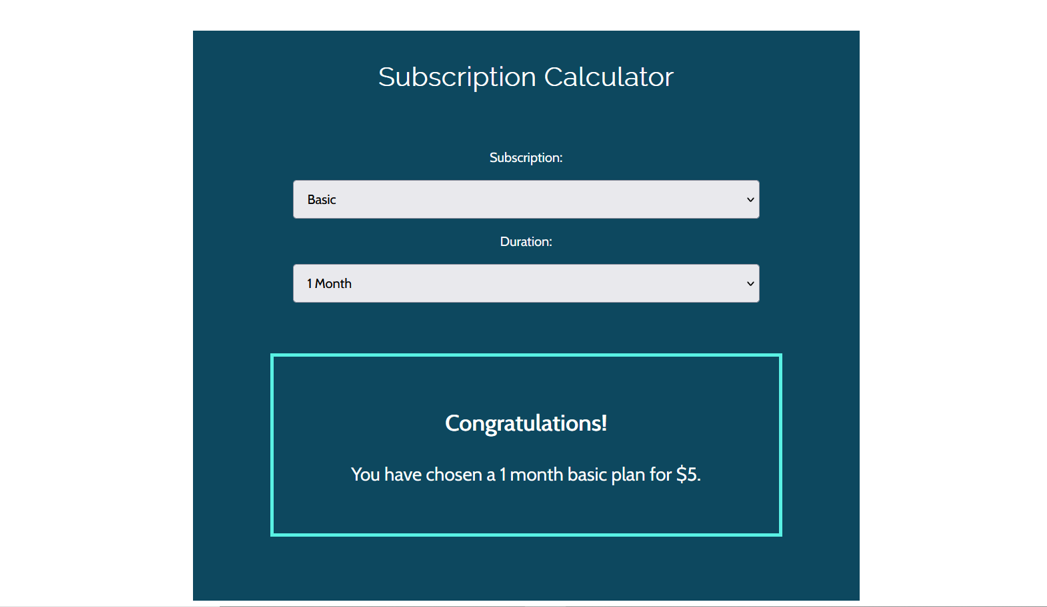 Subscription Calculator
Subscription:
Basic
Duration:
1 Month
Congratulations!
You have chosen a 1 month basic plan for $5.